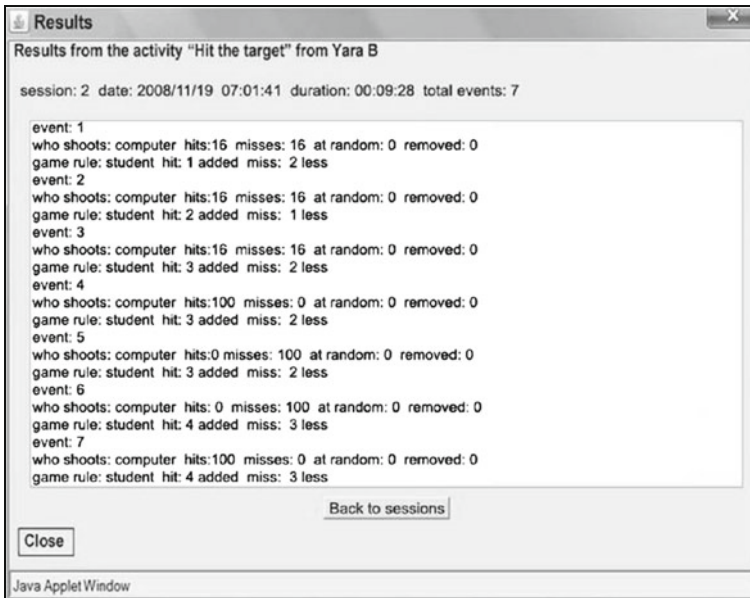 Results
Results from the activity “Hit the target” from Yara B
session: 2 date: 2008/11/19 07:01:41 duration: 00:09:28 total events: 7
event: 1
who shoots: computer hits:16 misses: 16 at random: 0 removed: 0
game rule: student hit: 1 added miss: 2 less
event: 2
who shoots: computer hits:16 misses: 16 at random: 0 removed: 0
game rule: student hit: 2 added miss: 1 less
event: 3
who shoots: computer hits:16 misses: 16 at random: 0 removed: 0
game rule: student hit: 3 added miss: 2 less
event: 4
who shoots: computer hits:100 misses: 0 at random: 0 removed: 0
game rule: student hit: 3 added miss: 2 less
event: 5
who shoots: computer hits:0 misses: 100 at random: 0 removed: 0
game rule: student hit: 3 added miss: 2 less
event: 6
who shoots: computer hits: 0 misses: 100 at random: 0 removed: 0
game rule: student hit: 4 added miss: 3 less
event: 7
who shoots: computer hits:100 misses: 0 at random: 0 removed: 0
game rule: student hit: 4 added miss: 3 less
Back to sessions
Close
Java Applet Window